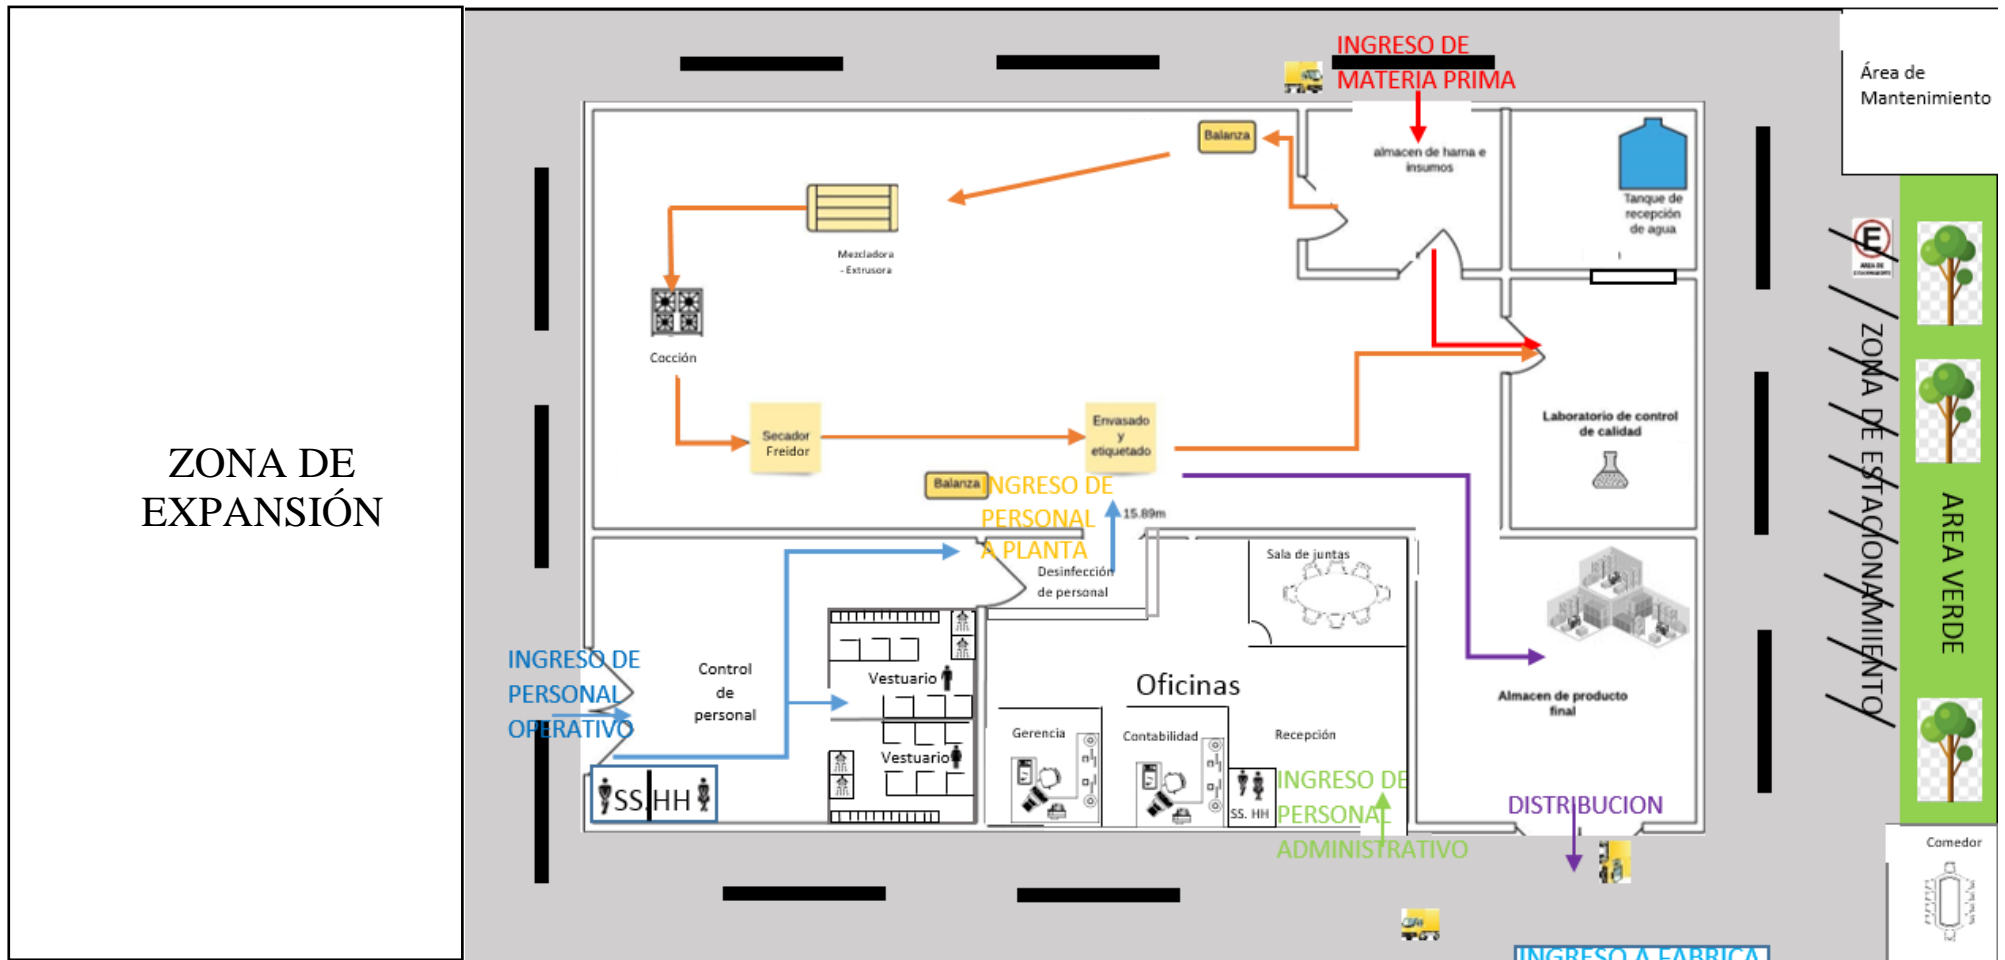 ZONA DE
EXPANSIÓN
INGRESO DE
MATERIA PRIMA
Área de
Mantenimiento
Balanza
almacen de harna e
insumos
Tanque de
recepción
de agua
E
Mezcladora
- Extrusora
Cocción
Secador
Freidor
Envasado
y
etiquetado
Laboratorio de control
de calidad
Balanza
INGRESO DE
PERSONAL
A PLANTA
15.89m
Desinfección
de personal
Sala de juntas
ZONA DE ESTACIONAMIIENTO
AREA VERDE
INGRESO DE
PERSONAL
OPERATIVO
Control
de
personal
Vestuario
Vestuario
SS.HH
Oficinas
Gerencia
Contabilidad
Recepción
SS. HH
INGRESO DE
PERSONAL
ADMINISTRATIVO
Almacen de producto
final
DISTRIBUCION
Comedor
INGRESO A FABRICA